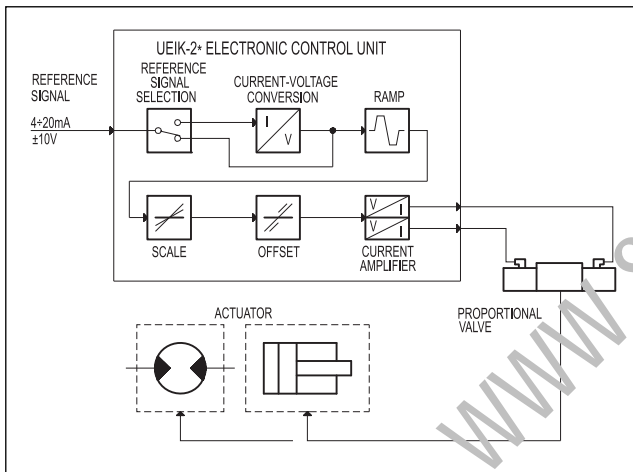 UEIK-2* ELECTRONIC CONTROL UNIT
REFERENCE
SIGNAL
4÷20mA
±10V
REFERENCE
SIGNAL
SELECTION
CURRENT-VOLTAGE
CONVERSION
RAMP
I
V
SCALE
OFFSET
V
I
V
I
CURRENT
AMPLIFIER
PROPORTIONAL
VALVE
ACTUATOR
www.